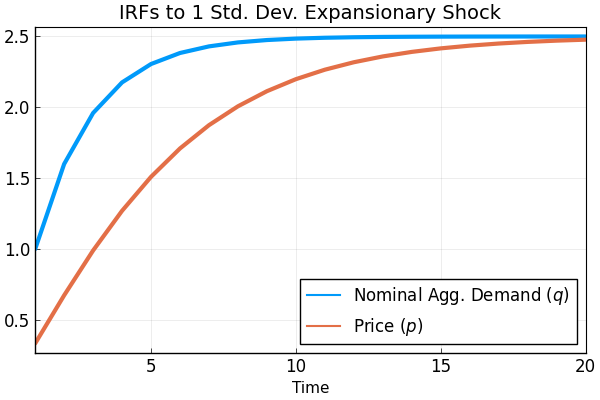 IRFs to 1 Std. Dev. Expansionary Shock
2.5
2.0
1.5
1.0
0.5
Nominal Agg. Demand (q)
Price (p)
5 10 15 20
Time